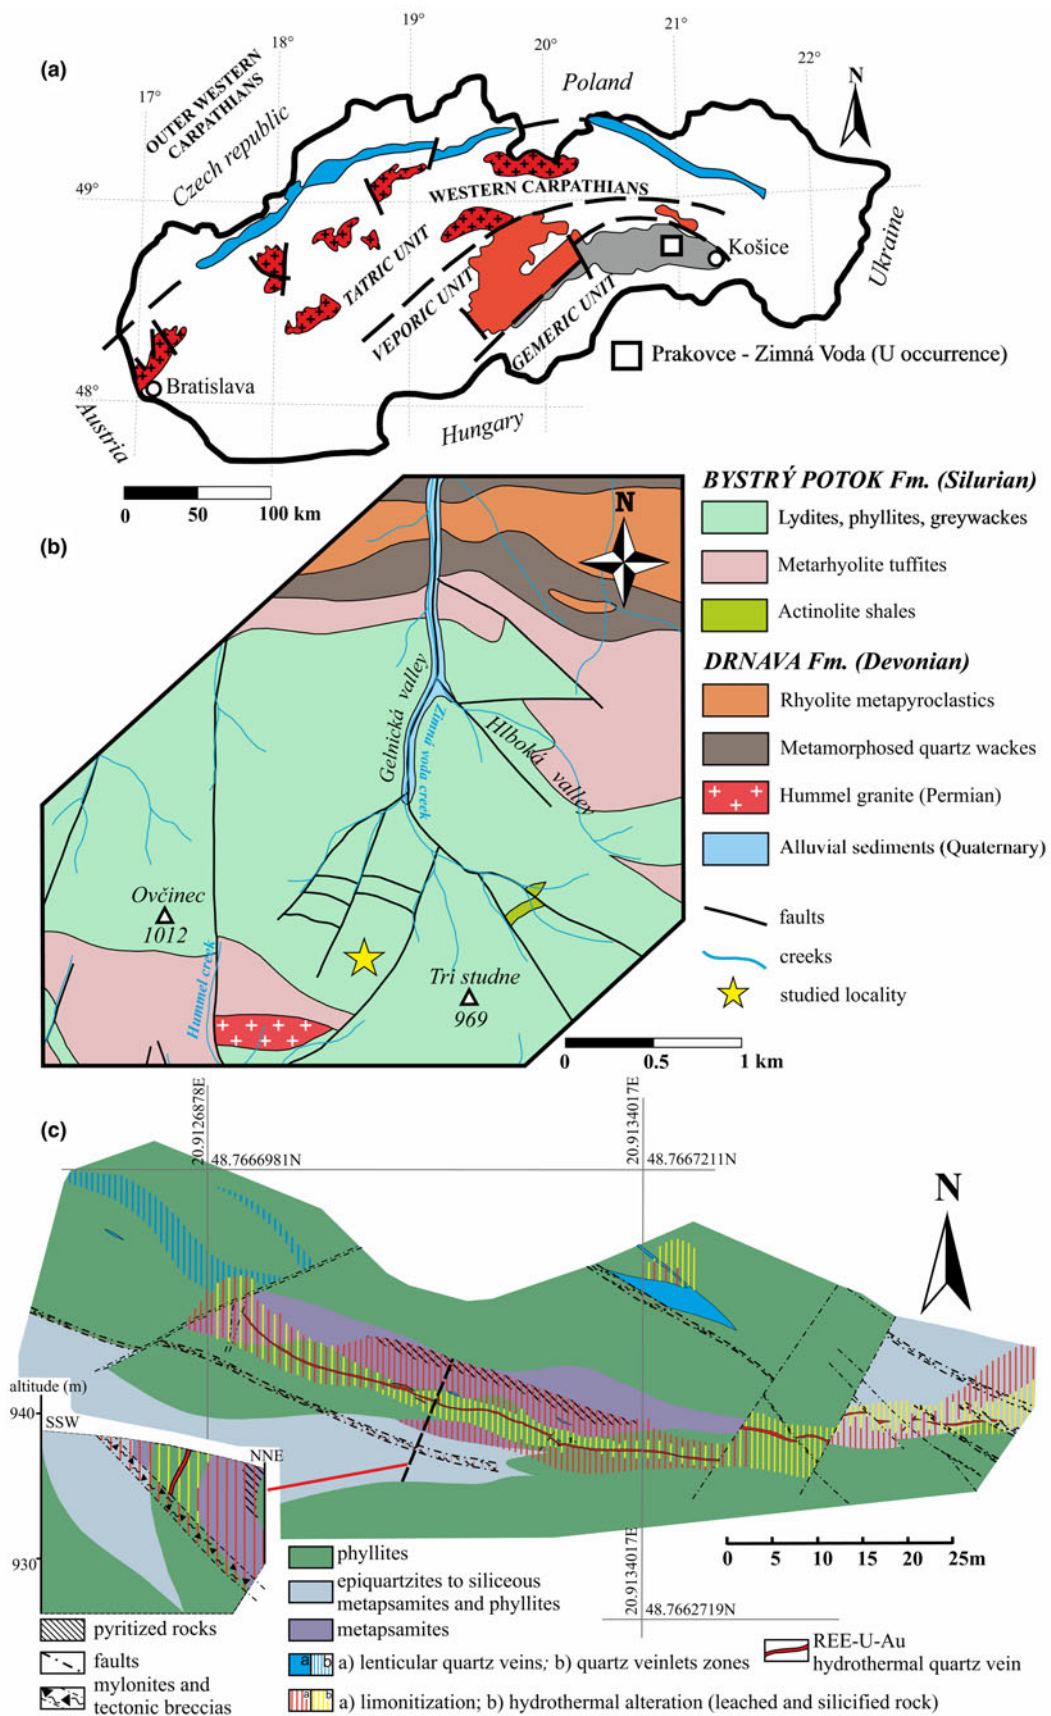 (a)
17°
18°
19°
20°
21°
22°
N
OUTER WESTERN
CARPATHIANS
Czech republic
Poland
49°
WESTERN CARPATHIANS
TATRIC UNIT
VEPORIC UNIT
GEMERIC UNIT
Košice
Ukraine
Prakovce - Zimná Voda (U occurrence)
Bratislava
48°
Austria
Hungary
0 50 100 km
(b)
N
Gelnická valley
Zimná voda creek
Hlboká valley
Ovčinec
1012
Hummel creek
Tri studne
969
0 0.5 1 km
BYSTRÝ POTOK Fm. (Silurian)
Lydites, phyllites, greywackes
Metarhyolite tuffites
Actinolite shales
DRNAVA Fm. (Devonian)
Rhyolite metapyroclastics
Metamorphosed quartz wackes
Hummel granite (Permian)
Alluvial sediments (Quaternary)
faults
creeks
studied locality
(c)
20.9126878E
48.7666981N
20.9134017E
48.7667211N
N
altitude (m)
940
SSW
NNE
930
20.9134017E
48.7662719N
0 5 10 15 20 25m
pyritized rocks
faults
mylonites and
tectonic breccias
phyllites
epiquartzites to siliceous
metapsamites and phyllites
metapsamites
a b a) lenticular quartz veins; b) quartz veinlets zones
a b a) limonitization; b) hydrothermal alteration (leached and silicified rock)
REE-U-Au
hydrothermal quartz vein